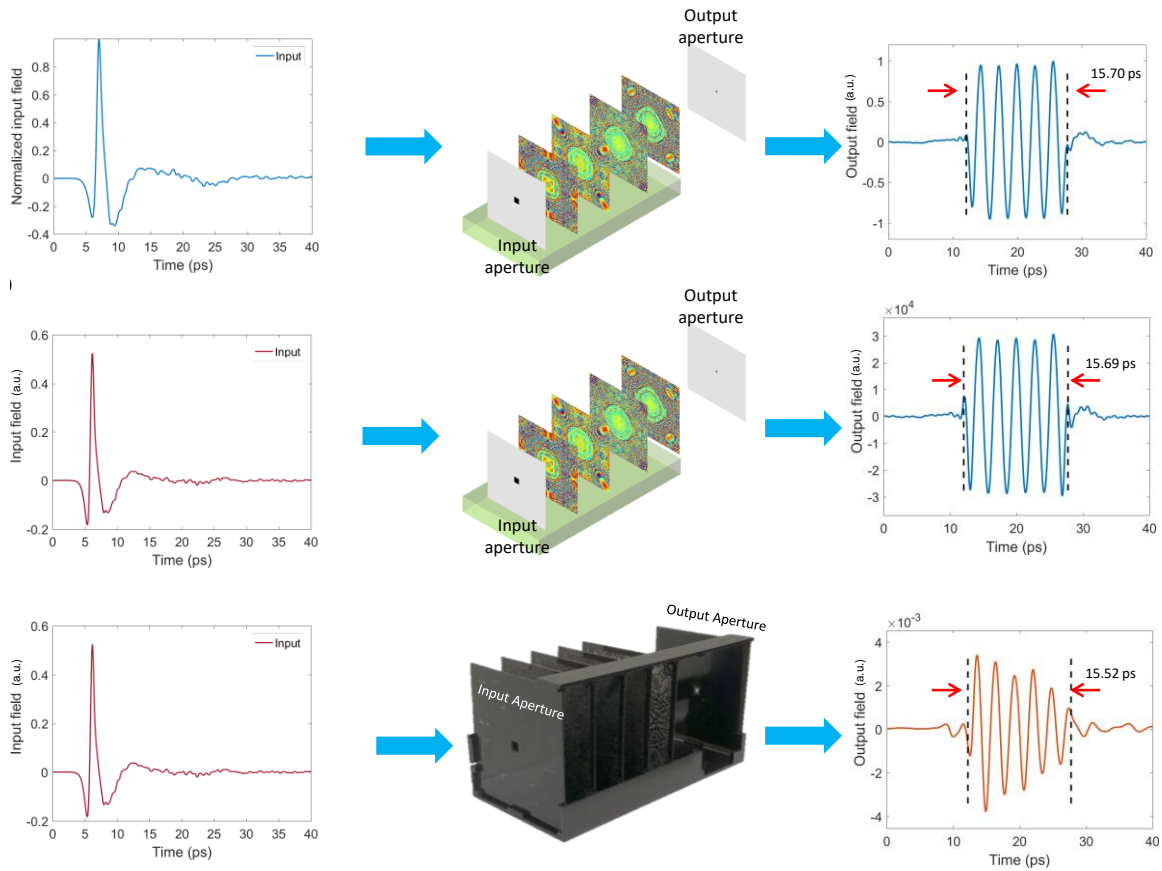 Output
aperture
Input
Normalized input field
0.8
0.6
0.4
0.2
0
-0.2
-0.4
0 5 10 15 20 25 30 35 40
Time (ps)
Input
aperture
15.70 ps
Output field (a.u.)
1
0.5
0
-0.5
-1
0 10 20 30 40
Time (ps)
Output
aperture
Input
Input field (a.u.)
0.6
0.4
0.2
0
-0.2
0 5 10 15 20 25 30 35 40
Time (ps)
Input
aperture
×10⁴
15.69 ps
Output field (a.u.)
3
2
1
0
-1
-2
-3
0 10 20 30 40
Time (ps)
Input
Input field (a.u.)
0.6
0.4
0.2
0
-0.2
0 5 10 15 20 25 30 35 40
Time (ps)
Output Aperture
Input Aperture
×10⁻³
15.52 ps
Output field (a.u.)
4
2
0
-2
-4
0 10 20 30 40
Time (ps)